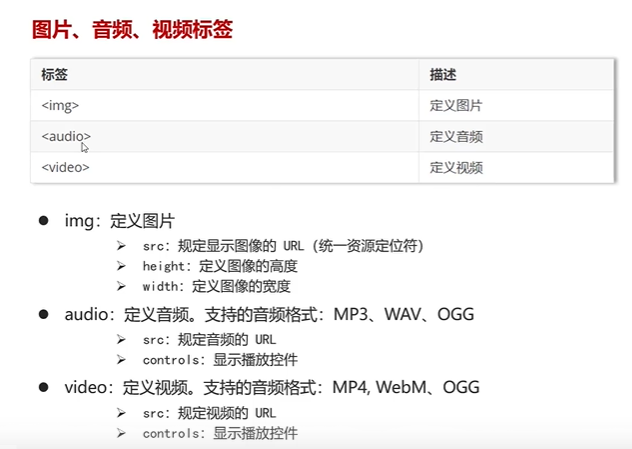 图片、音频、视频标签
标签 描述
<img> 定义图片
<audio> 定义音频
<video> 定义视频
● img：定义图片
➢ src：规定显示图像的 URL（统一资源定位符）
➢ height：定义图像的高度
➢ width：定义图像的宽度
● audio：定义音频。支持的音频格式：MP3、WAV、OGG
➢ src：规定音频的 URL
➢ controls：显示播放控件
● video：定义视频。支持的音频格式：MP4, WebM、OGG
➢ src：规定视频的 URL
➢ controls：显示播放控件